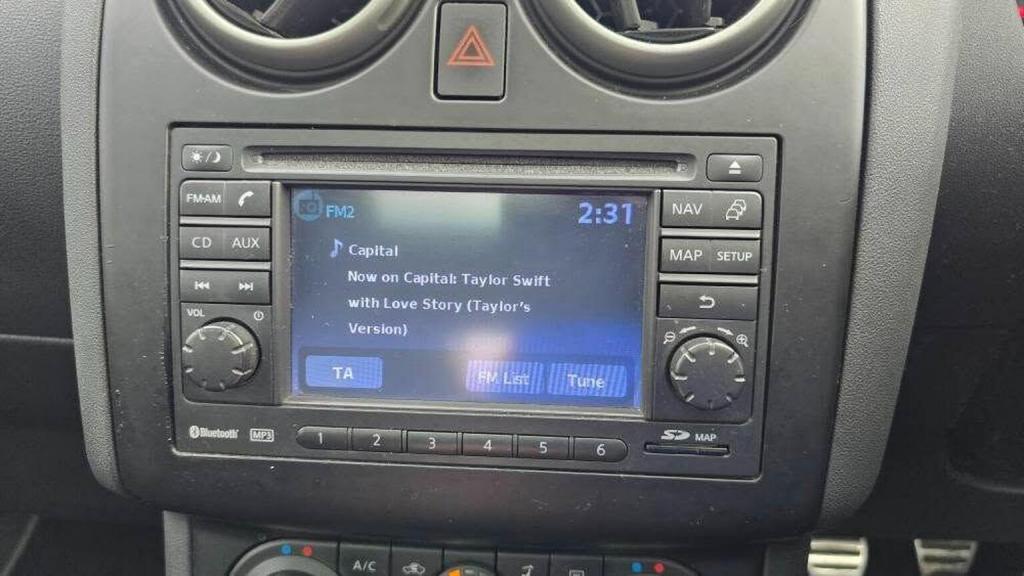 FM2 2:31
Capital
Now on Capital: Taylor Swift
with Love Story (Taylor's
Version)
TA FM List Tune
FM·AM
CD AUX
VOL
NAV
MAP SETUP
Bluetooth MP3 1 2 3 4 5 6 SD MAP
A/C